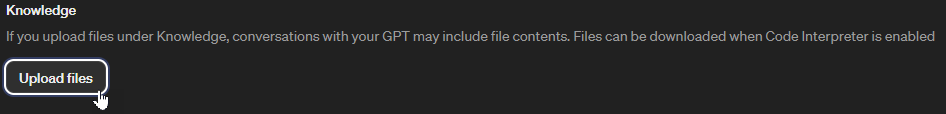 Knowledge
If you upload files under Knowledge, conversations with your GPT may include file contents. Files can be downloaded when Code Interpreter is enabled
Upload files